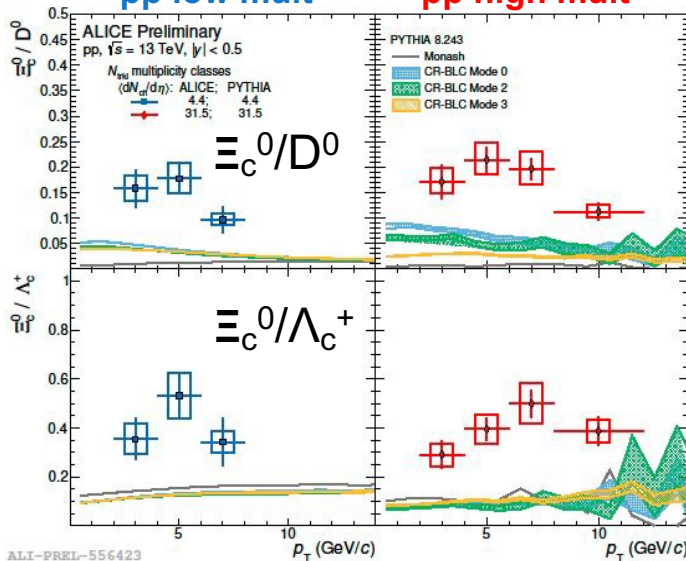 pp low mult
pp high mult
Ξc⁰ / D⁰
0.5
0.45
0.4
0.35
0.3
0.25
0.2
0.15
0.1
0.05
ALICE Preliminary
pp, √s = 13 TeV, |y| < 0.5
N_trkl multiplicity classes
⟨dN_ch/dη⟩: ALICE; PYTHIA
4.4; 4.4
31.5; 31.5
Ξc⁰/D⁰
PYTHIA 8.243
Monash
CR-BLC Mode 0
CR-BLC Mode 2
CR-BLC Mode 3
Ξc⁰ / Λc⁺
1
0.8
0.6
0.4
0.2
Ξc⁰/Λc⁺
5 10
p_T (GeV/c)
5 10
p_T (GeV/c)
ALI-PREL-556423